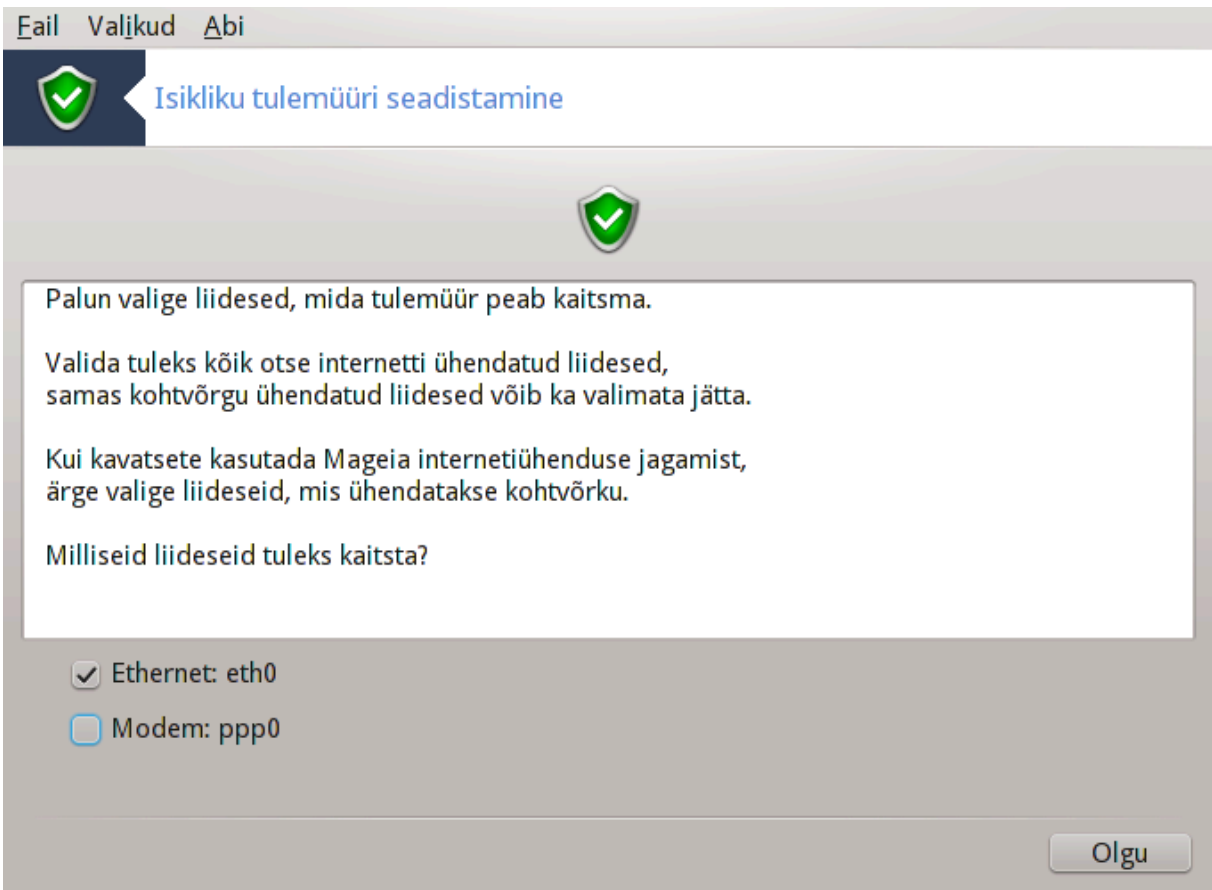 Fail Valikud Abi
Isikliku tulemüüri seadistamine
Palun valige liidesed, mida tulemüür peab kaitsma.
Valida tuleks kõik otse internetti ühendatud liidesed,
samas kohtvõrgu ühendatud liidesed võib ka valimata jätta.
Kui kavatsete kasutada Mageia internetiühenduse jagamist,
ärge valige liideseid, mis ühendatakse kohtvõrku.
Milliseid liideseid tuleks kaitsta?
Ethernet: eth0
Modem: ppp0
Olgu